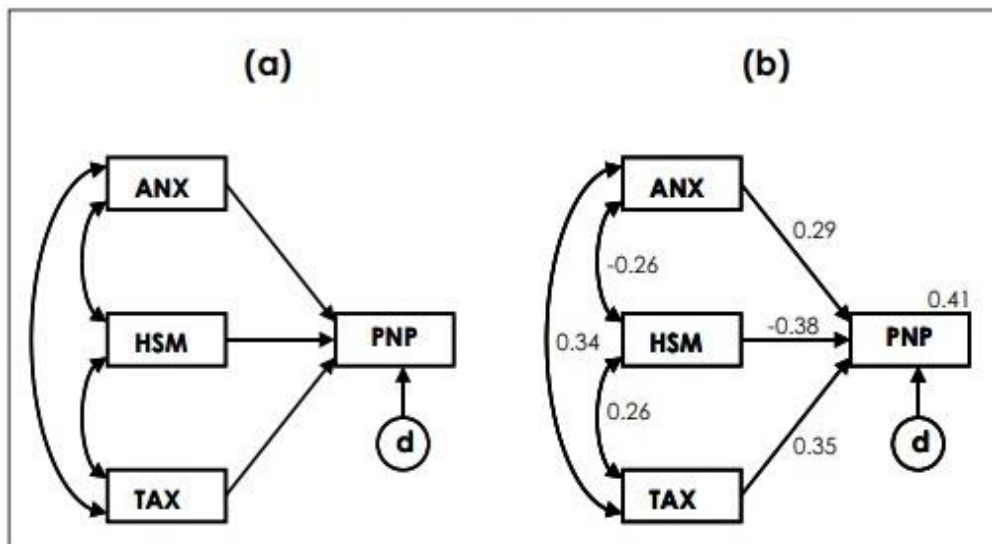 (a)
ANX
HSM
PNP
d
TAX
(b)
ANX
0.29
-0.26
0.41
HSM
-0.38
PNP
0.34
0.26
d
0.35
TAX